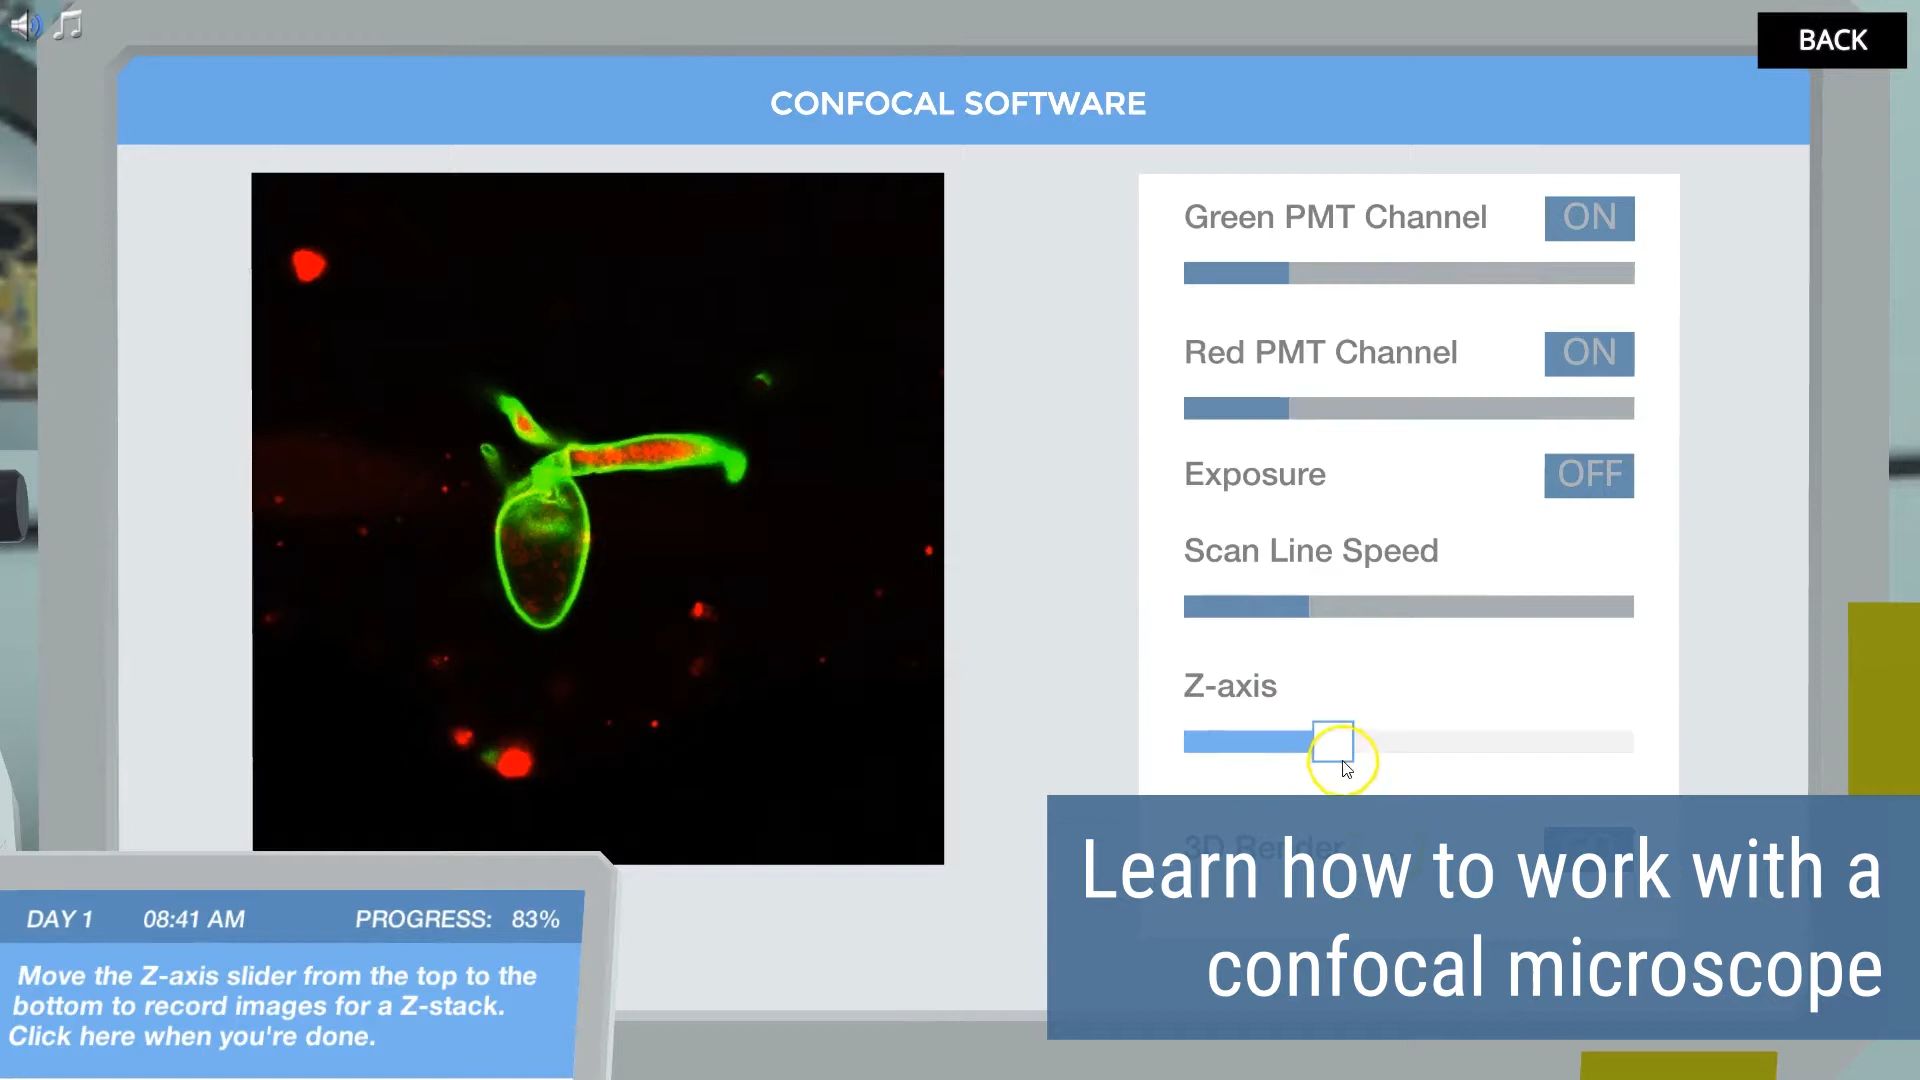 BACK
CONFOCAL SOFTWARE
Green PMT Channel
ON
Red PMT Channel
ON
Exposure
OFF
Scan Line Speed
Z-axis
3D Render
Learn how to work with a
confocal microscope
DAY 1 08:41 AM PROGRESS: 83%
Move the Z-axis slider from the top to the
bottom to record images for a Z-stack.
Click here when you're done.